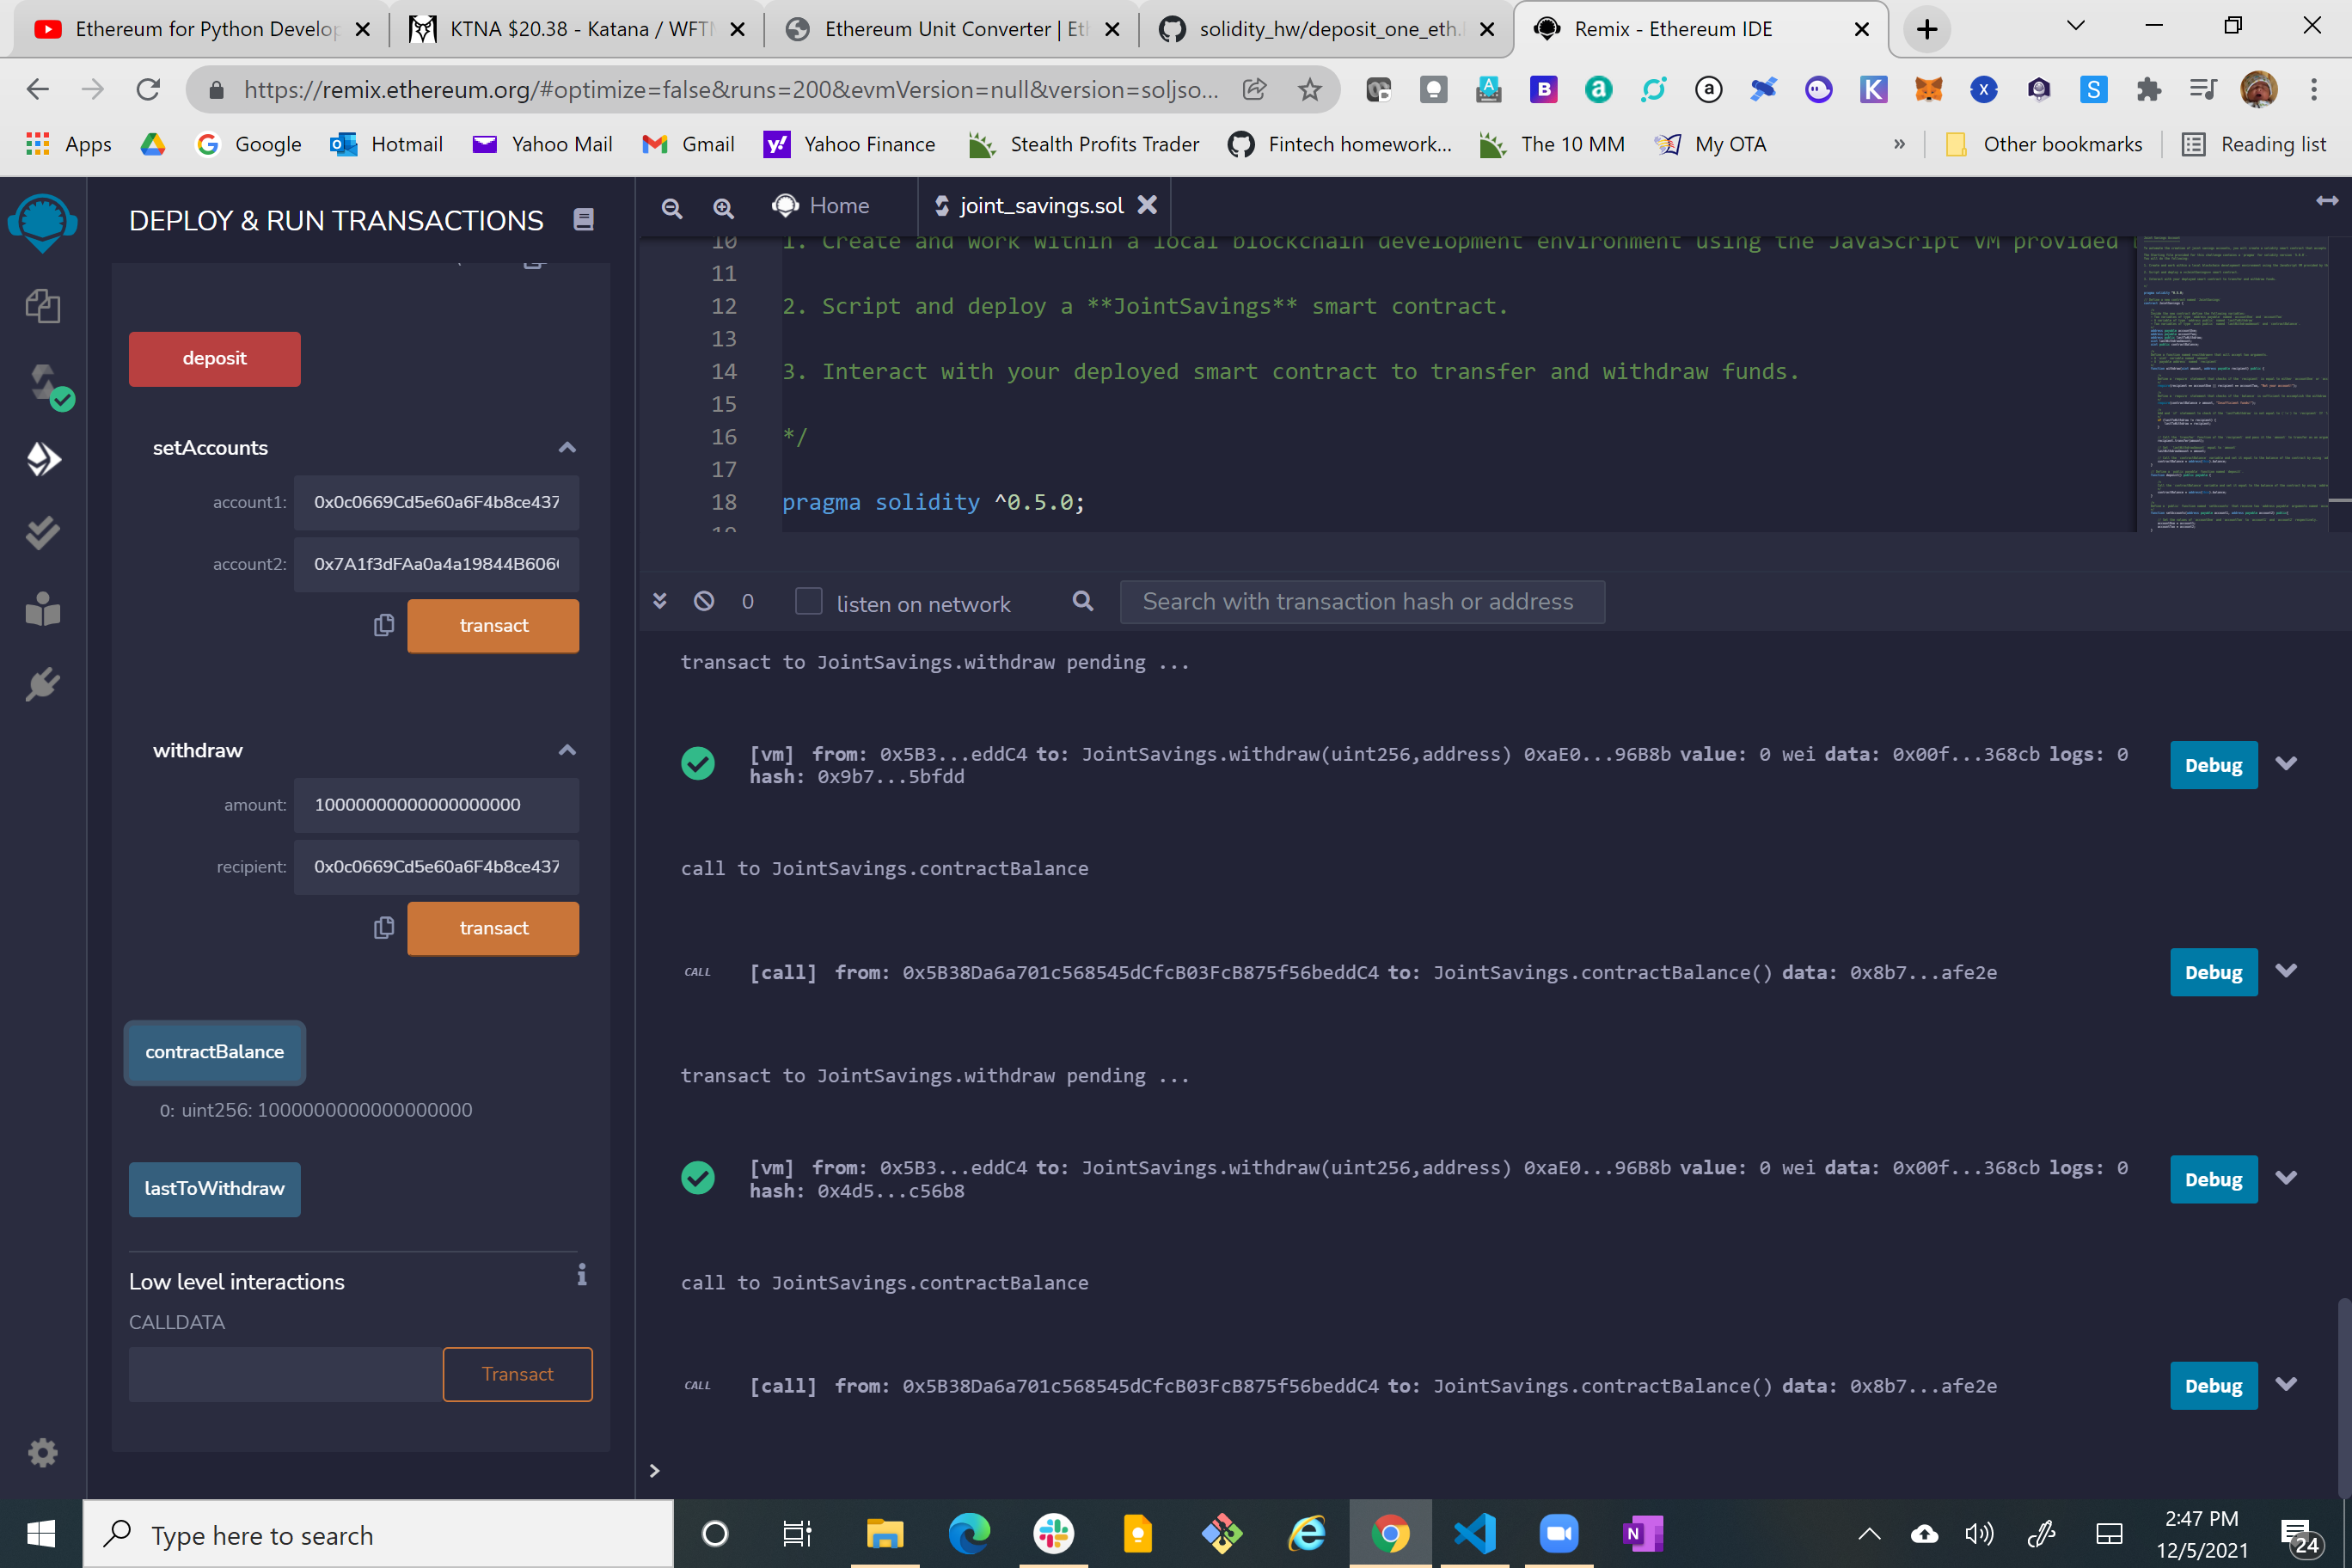 Ethereum for Python Develop
KTNA $20.38 - Katana / WFTM
Ethereum Unit Converter | Eth
solidity_hw/deposit_one_eth.
Remix - Ethereum IDE
https://remix.ethereum.org/#optimize=false&runs=200&evmVersion=null&version=soljso...
Apps
Google
Hotmail
Yahoo Mail
Gmail
Yahoo Finance
Stealth Profits Trader
Fintech homework...
The 10 MM
My OTA
»
Other bookmarks
Reading list
DEPLOY & RUN TRANSACTIONS
Home
joint_savings.sol
deposit
setAccounts
account1: 0x0c0669Cd5e60a6F4b8ce437
account2: 0x7A1f3dFAa0a4a19844B606
transact
withdraw
amount: 10000000000000000000
recipient: 0x0c0669Cd5e60a6F4b8ce437
transact
contractBalance
0: uint256: 1000000000000000000
lastToWithdraw
Low level interactions
CALLDATA
Transact
10 1. Create and work within a local blockchain development environment using the JavaScript VM provided
11
12 2. Script and deploy a **JointSavings** smart contract.
13
14 3. Interact with your deployed smart contract to transfer and withdraw funds.
15
16 */
17
18 pragma solidity ^0.5.0;
19
0 listen on network Search with transaction hash or address
transact to JointSavings.withdraw pending ...
[vm] from: 0x5B3...eddC4 to: JointSavings.withdraw(uint256,address) 0xaE0...96B8b value: 0 wei data: 0x00f...368cb logs: 0
hash: 0x9b7...5bfdd
Debug
call to JointSavings.contractBalance
CALL [call] from: 0x5B38Da6a701c568545dCfcB03FcB875f56beddC4 to: JointSavings.contractBalance() data: 0x8b7...afe2e
Debug
transact to JointSavings.withdraw pending ...
[vm] from: 0x5B3...eddC4 to: JointSavings.withdraw(uint256,address) 0xaE0...96B8b value: 0 wei data: 0x00f...368cb logs: 0
hash: 0x4d5...c56b8
Debug
call to JointSavings.contractBalance
CALL [call] from: 0x5B38Da6a701c568545dCfcB03FcB875f56beddC4 to: JointSavings.contractBalance() data: 0x8b7...afe2e
Debug
>
Type here to search
2:47 PM
12/5/2021
24